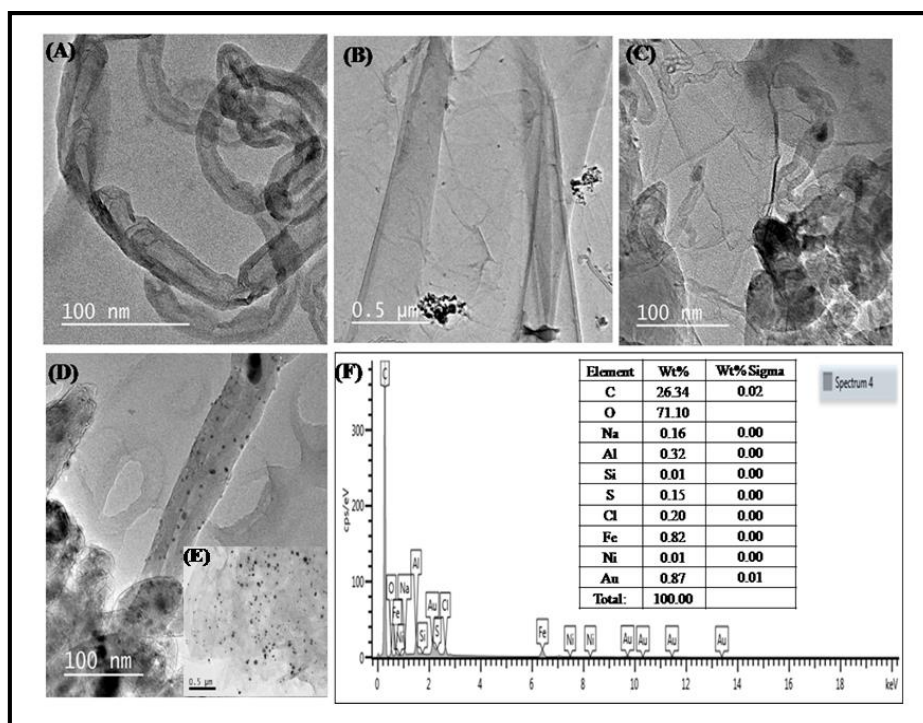 (A)
100 nm
(B)
0.5 µm
(C)
100 nm
(D)
100 nm
(E)
0.5 µm
(F)
Spectrum 4
Element Wt% Wt% Sigma
C 26.34 0.02
O 71.10
Na 0.16 0.00
Al 0.32 0.00
Si 0.01 0.00
S 0.15 0.00
Cl 0.20 0.00
Fe 0.82 0.00
Ni 0.01 0.00
Au 0.87 0.01
Total: 100.00
cps/eV
300
200
100
0
C
O
Fe
Ni
Na
Al
Si
Au
S
Cl
Fe
Ni
Ni
Au
Au
Au
Au
0 2 4 6 8 10 12 14 16 18 keV